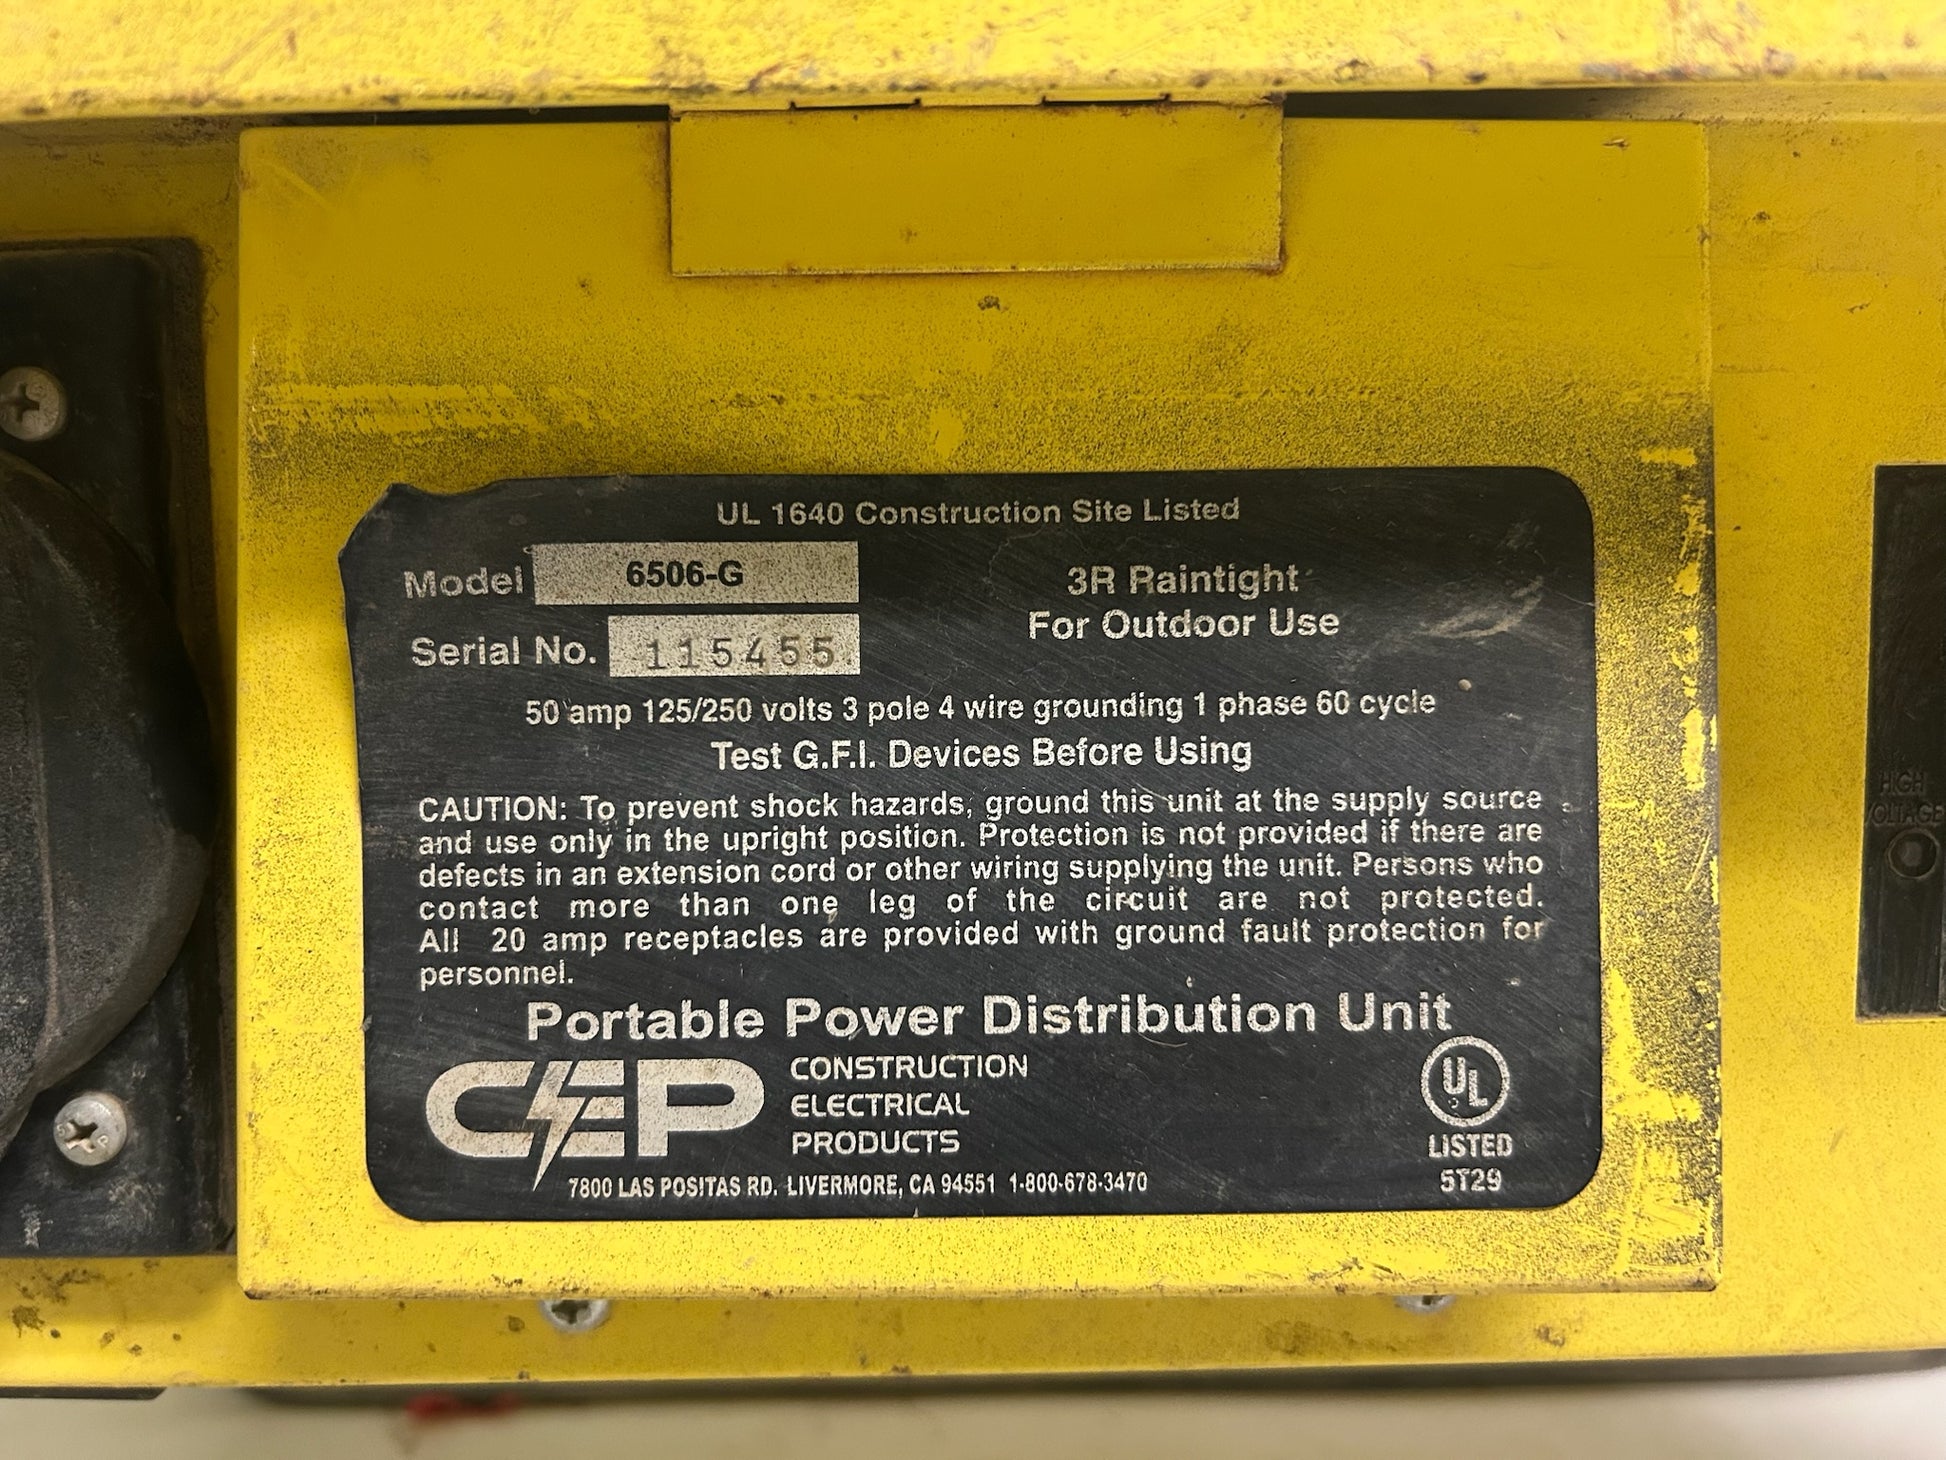 UL 1640 Construction Site Listed
Model 6506-G
3R Raintight
For Outdoor Use
Serial No. 115455
50 amp 125/250 volts 3 pole 4 wire grounding 1 phase 60 cycle
Test G.F.I. Devices Before Using
CAUTION: To prevent shock hazards, ground this unit at the supply source
and use only in the upright position. Protection is not provided if there are
defects in an extension cord or other wiring supplying the unit. Persons who
contact more than one leg of the circuit are not protected.
All 20 amp receptacles are provided with ground fault protection for
personnel.
Portable Power Distribution Unit
CEP
CONSTRUCTION
ELECTRICAL
PRODUCTS
7800 LAS POSITAS RD. LIVERMORE, CA 94551 1-800-678-3470
UL
LISTED
5T29
HIGH
VOLTAGE